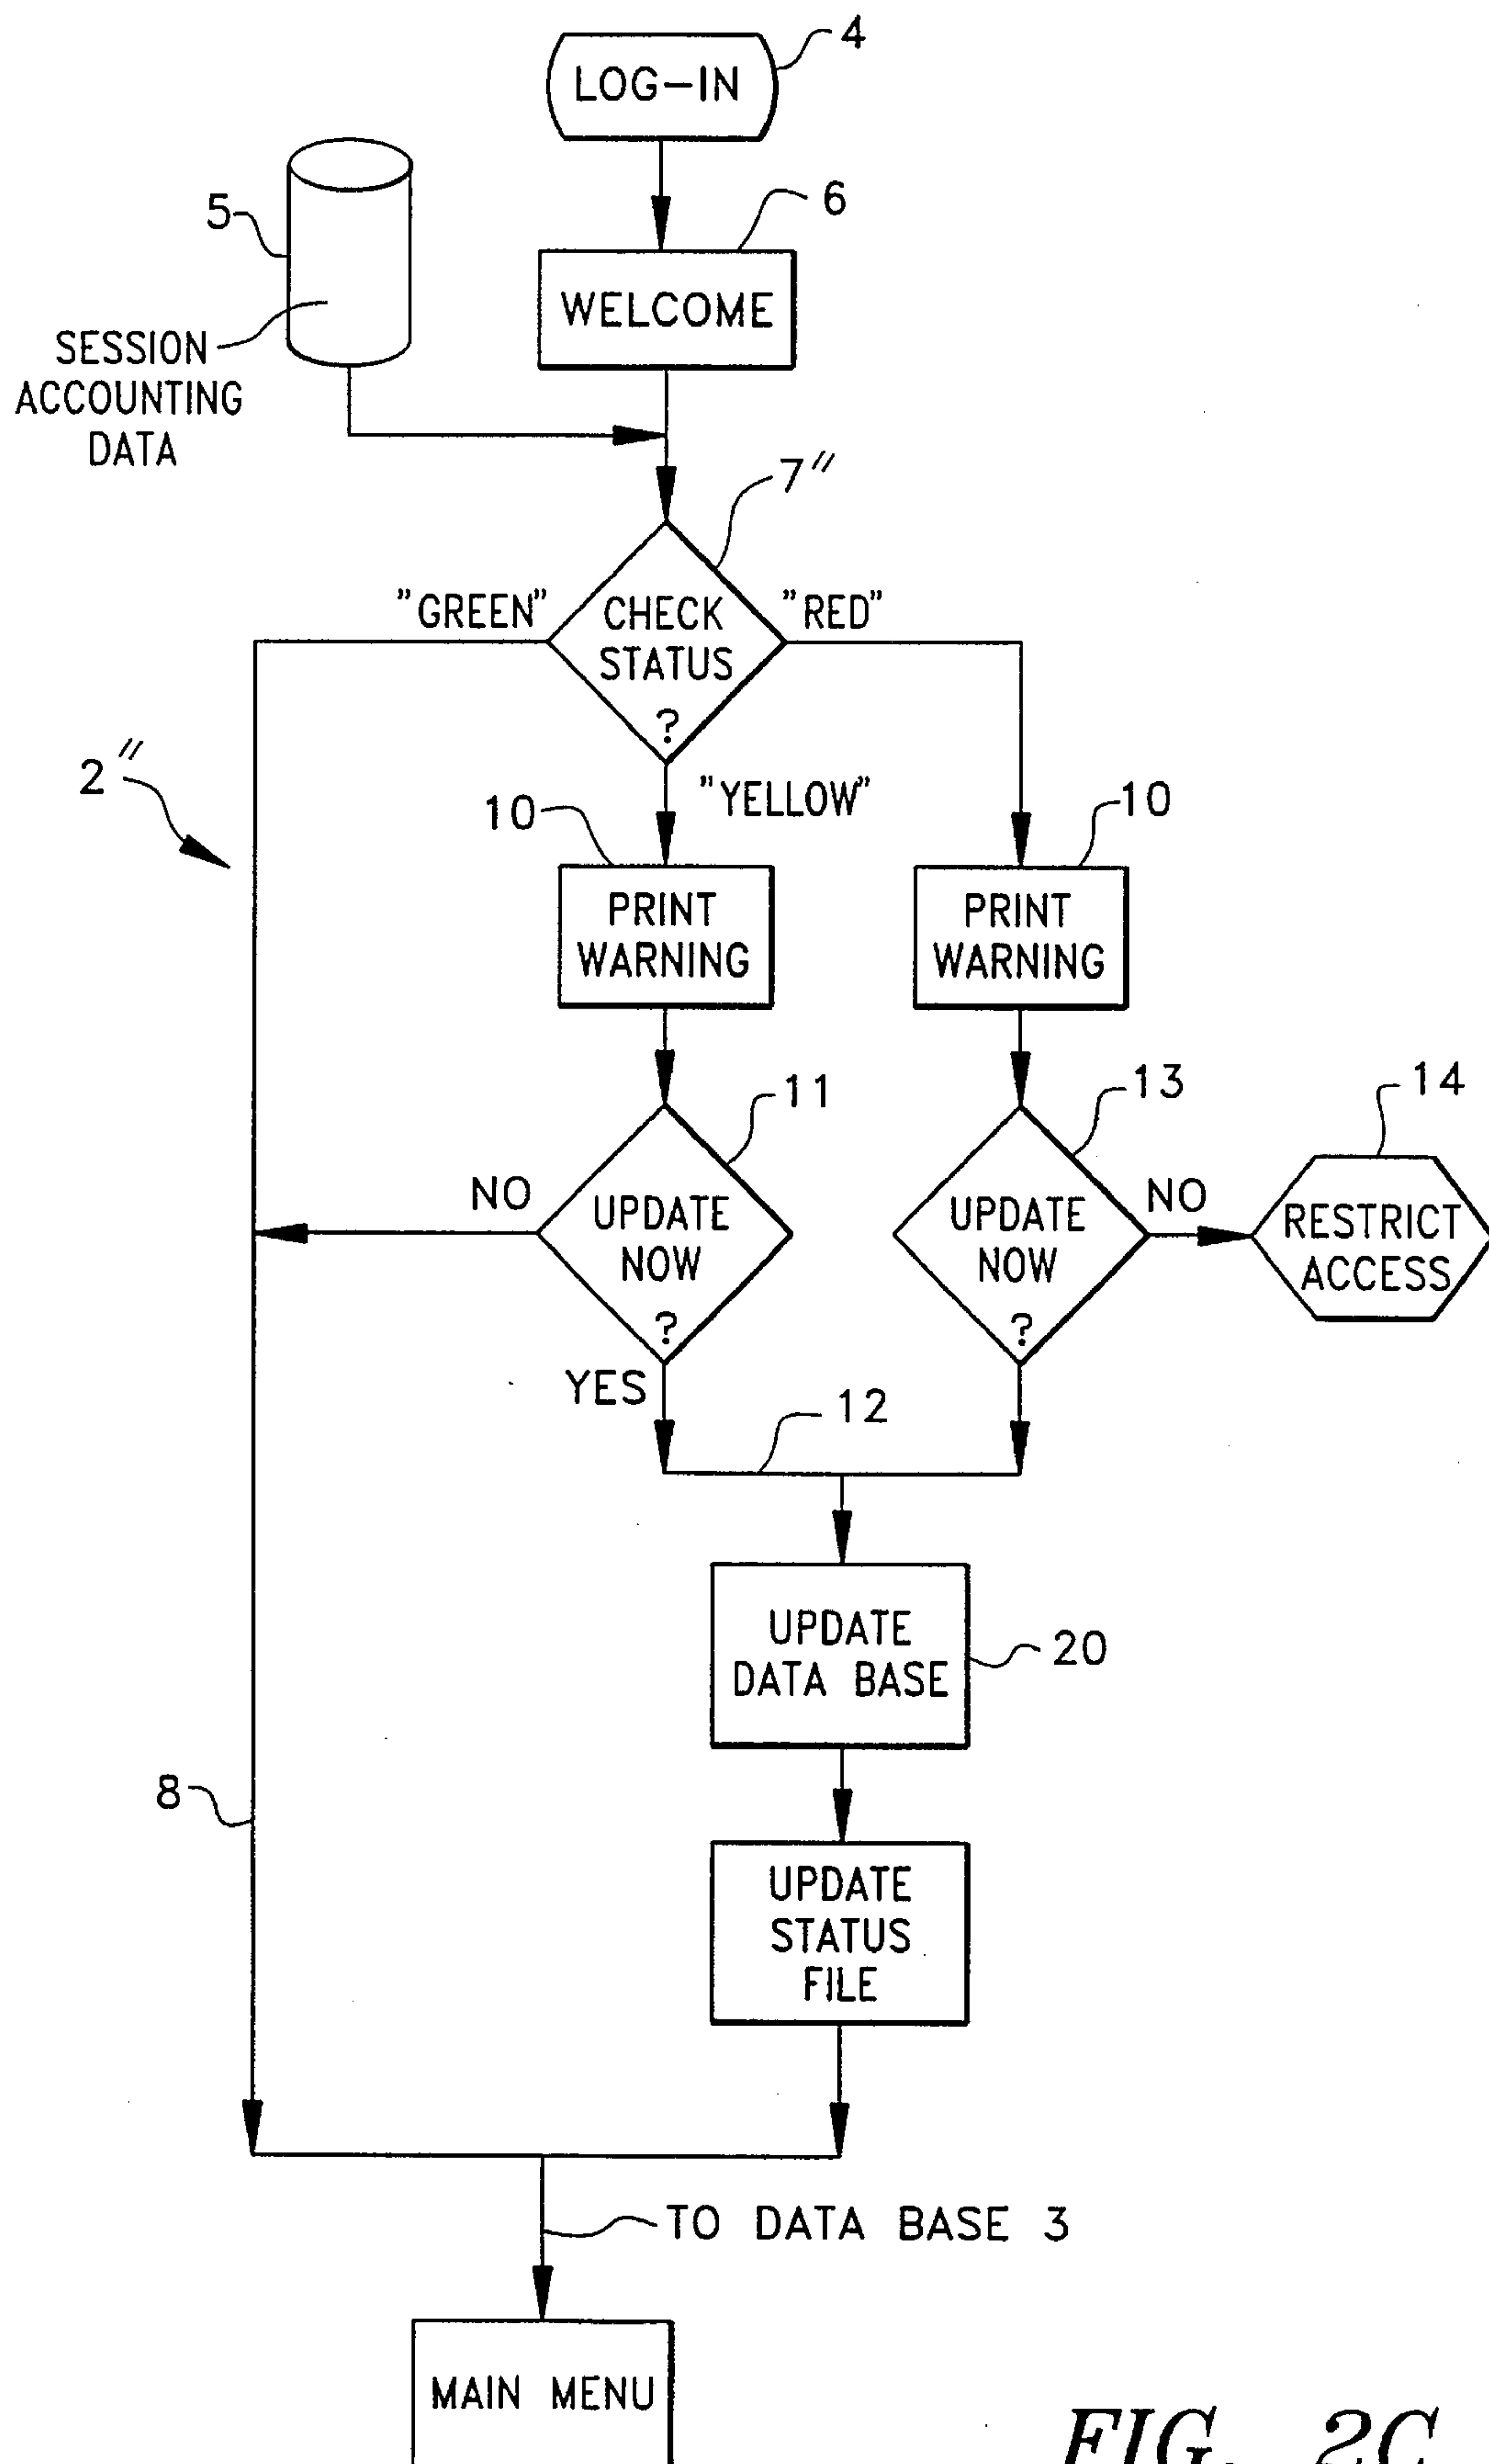 4
LOG-IN
5
6
WELCOME
SESSION
ACCOUNTING
DATA
7"
"GREEN"
CHECK
STATUS
?
"RED"
2"
"YELLOW"
10
10
PRINT
WARNING
PRINT
WARNING
11
13
14
NO
UPDATE
NOW
?
UPDATE
NOW
?
NO
RESTRICT
ACCESS
YES
12
UPDATE
DATA BASE
20
8
UPDATE
STATUS
FILE
TO DATA BASE 3
MAIN MENU
FIG. 2C